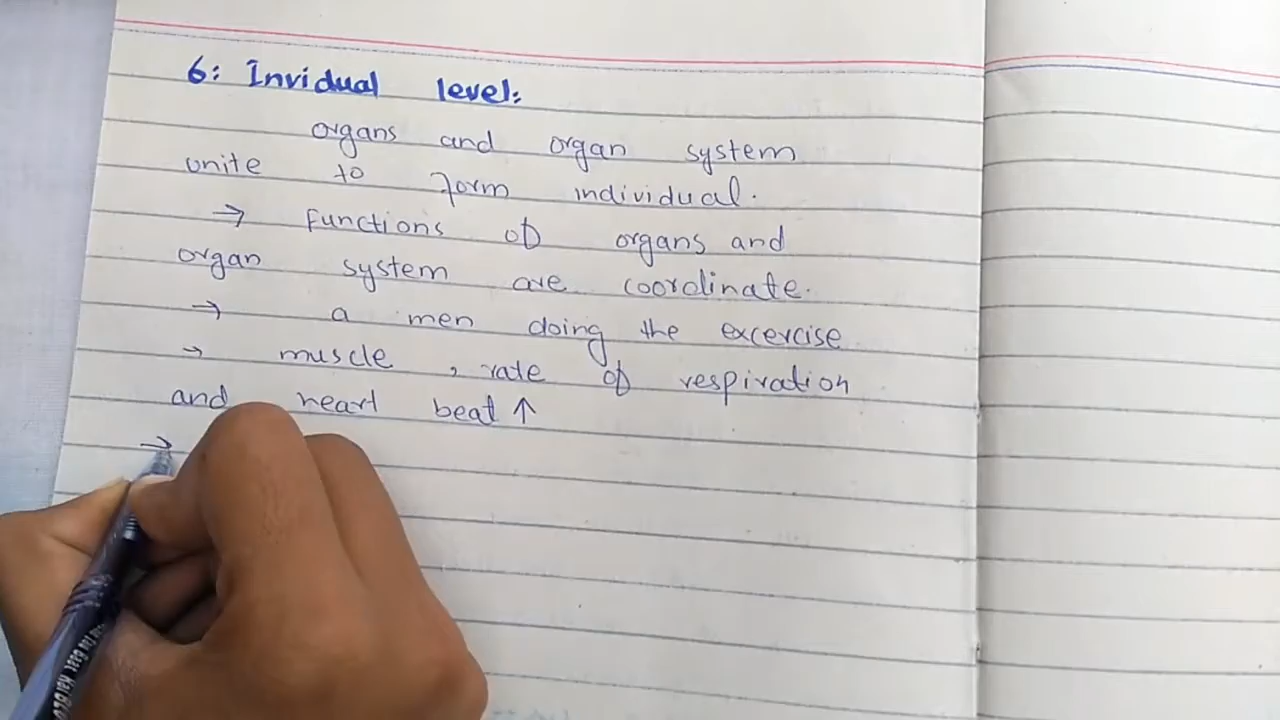 6: Invidual level:
organs and organ system
unite to form individual.
→ Functions of organs and
organ system are coordinate.
→ a men doing the excercise
→ muscle, rate of respiration
and heart beat ↑
→